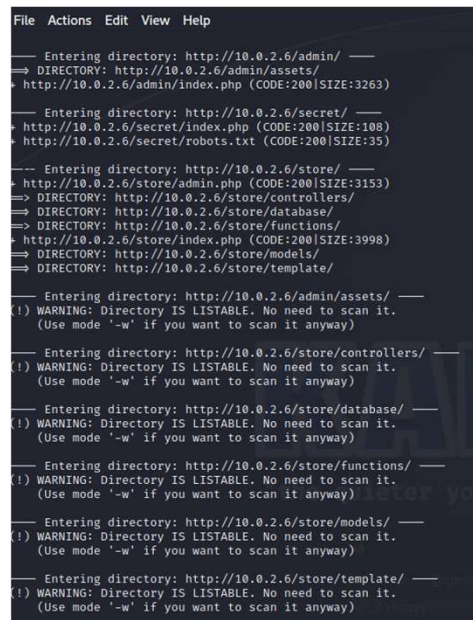 File Actions Edit View Help
—— Entering directory: http://10.0.2.6/admin/ ——
==> DIRECTORY: http://10.0.2.6/admin/assets/
+ http://10.0.2.6/admin/index.php (CODE:200|SIZE:3263)
—— Entering directory: http://10.0.2.6/secret/ ——
+ http://10.0.2.6/secret/index.php (CODE:200|SIZE:108)
+ http://10.0.2.6/secret/robots.txt (CODE:200|SIZE:35)
---- Entering directory: http://10.0.2.6/store/ ——
+ http://10.0.2.6/store/admin.php (CODE:200|SIZE:3153)
==> DIRECTORY: http://10.0.2.6/store/controllers/
==> DIRECTORY: http://10.0.2.6/store/database/
==> DIRECTORY: http://10.0.2.6/store/functions/
+ http://10.0.2.6/store/index.php (CODE:200|SIZE:3998)
==> DIRECTORY: http://10.0.2.6/store/models/
==> DIRECTORY: http://10.0.2.6/store/template/
—— Entering directory: http://10.0.2.6/admin/assets/ ——
(!) WARNING: Directory IS LISTABLE. No need to scan it.
(Use mode '-w' if you want to scan it anyway)
—— Entering directory: http://10.0.2.6/store/controllers/ ——
(!) WARNING: Directory IS LISTABLE. No need to scan it.
(Use mode '-w' if you want to scan it anyway)
—— Entering directory: http://10.0.2.6/store/database/ ——
(!) WARNING: Directory IS LISTABLE. No need to scan it.
(Use mode '-w' if you want to scan it anyway)
—— Entering directory: http://10.0.2.6/store/functions/ ——
(!) WARNING: Directory IS LISTABLE. No need to scan it.
(Use mode '-w' if you want to scan it anyway)
—— Entering directory: http://10.0.2.6/store/models/ ——
(!) WARNING: Directory IS LISTABLE. No need to scan it.
(Use mode '-w' if you want to scan it anyway)
—— Entering directory: http://10.0.2.6/store/template/ ——
(!) WARNING: Directory IS LISTABLE. No need to scan it.
(Use mode '-w' if you want to scan it anyway)